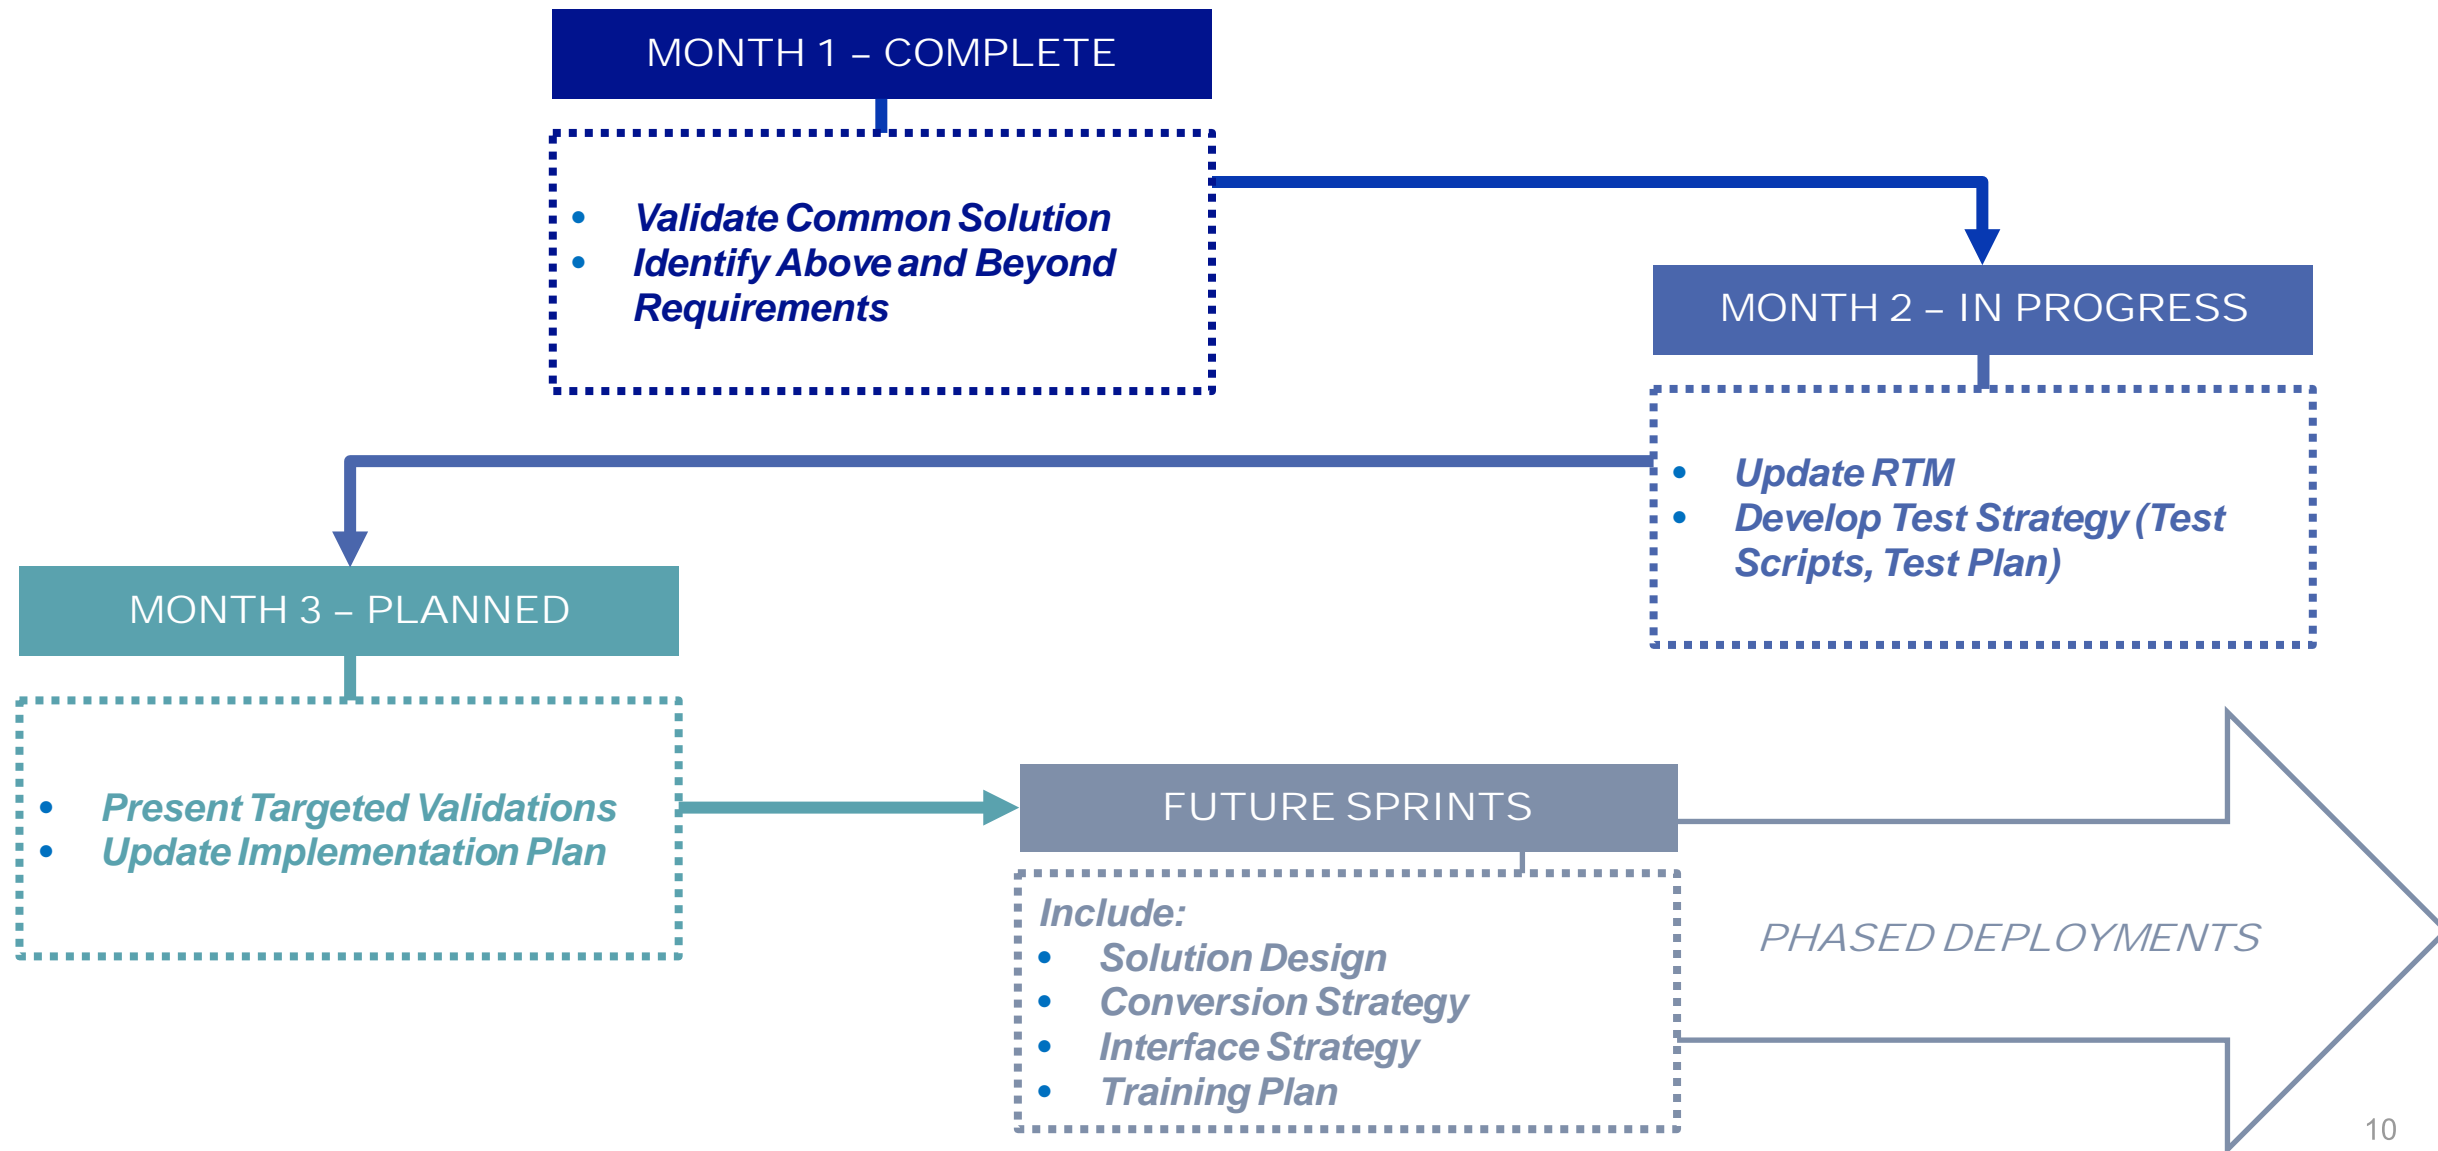 MONTH 1 – COMPLETE
• Validate Common Solution
• Identify Above and Beyond
Requirements
MONTH 2 – IN PROGRESS
• Update RTM
• Develop Test Strategy (Test
Scripts, Test Plan)
MONTH 3 – PLANNED
• Present Targeted Validations
• Update Implementation Plan
FUTURE SPRINTS
Include:
• Solution Design
• Conversion Strategy
• Interface Strategy
• Training Plan
PHASED DEPLOYMENTS
10